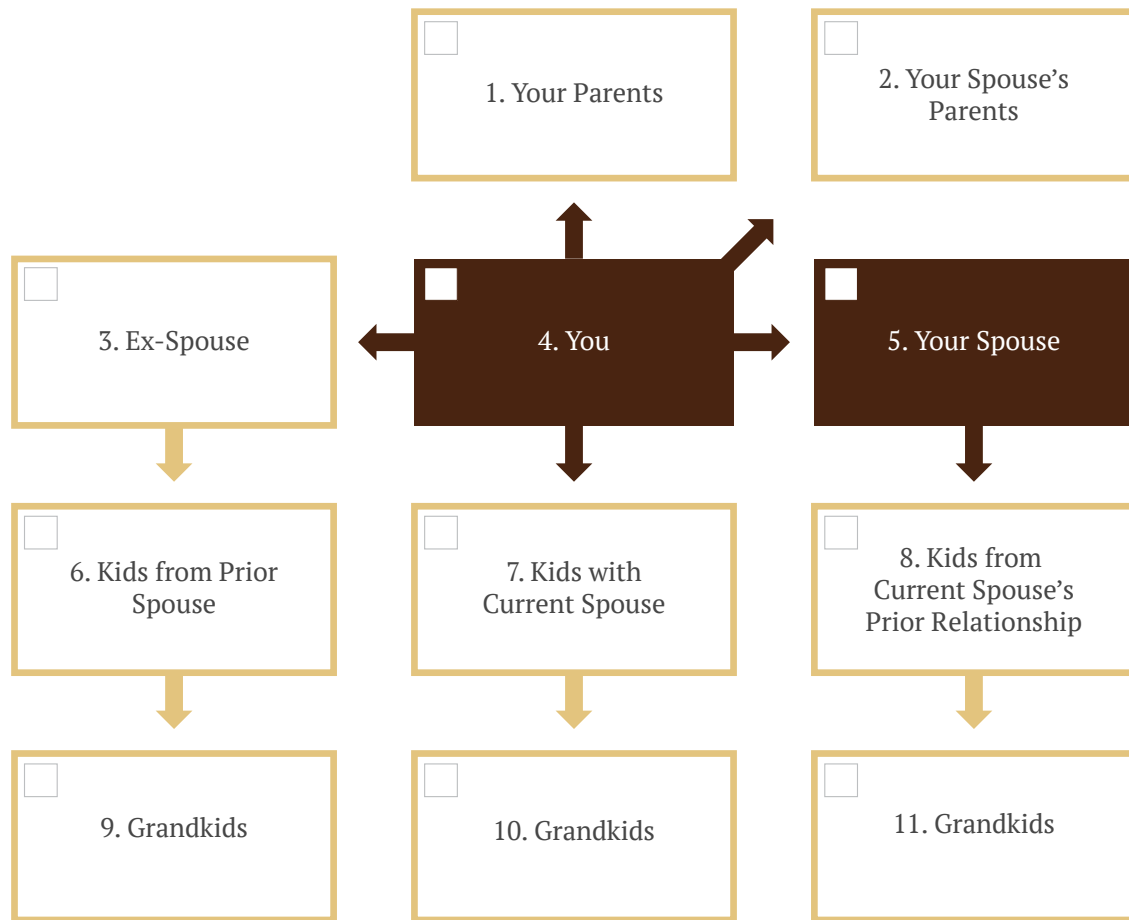 1. Your Parents
2. Your Spouse’s
Parents
3. Ex-Spouse
4. You
5. Your Spouse
6. Kids from Prior
Spouse
7. Kids with
Current Spouse
8. Kids from
Current Spouse’s
Prior Relationship
9. Grandkids
10. Grandkids
11. Grandkids